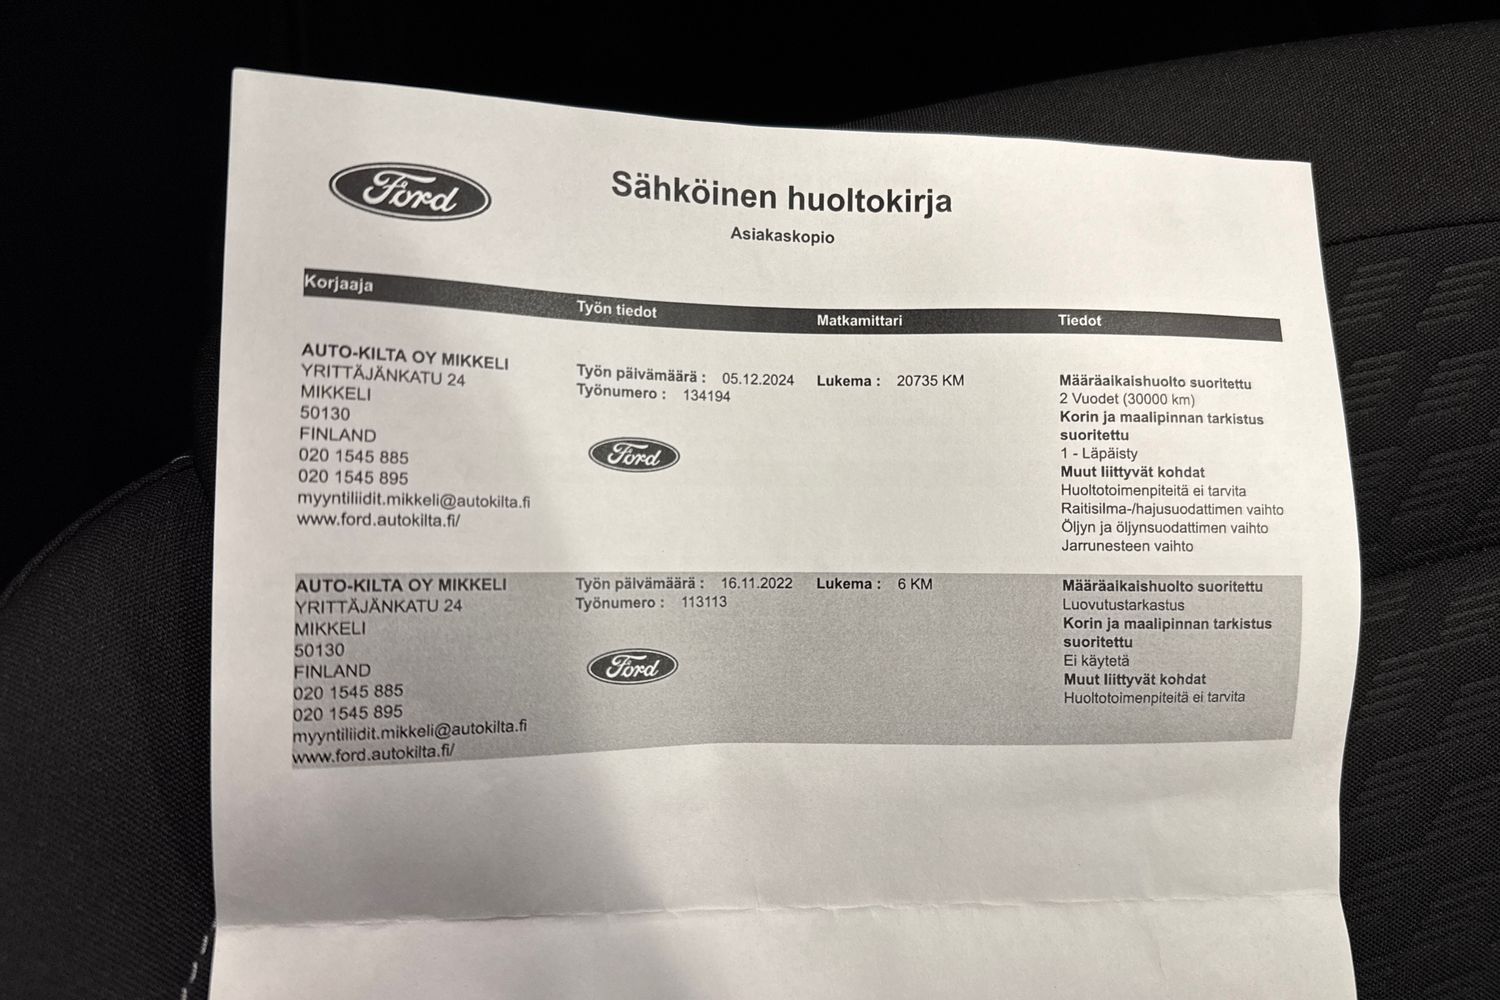 Ford
Sähköinen huoltokirja
Asiakaskopio
Korjaaja Työn tiedot Matkamittari Tiedot
AUTO-KILTA OY MIKKELI
YRITTÄJÄNKATU 24
MIKKELI
50130
FINLAND
020 1545 885
020 1545 895
myyntiliidit.mikkeli@autokilta.fi
www.ford.autokilta.fi/
Työn päivämäärä : 05.12.2024
Työnumero : 134194
Ford
Lukema : 20735 KM
Määräaikaishuolto suoritettu
2 Vuodet (30000 km)
Korin ja maalipinnan tarkistus
suoritettu
1 - Läpäisty
Muut liittyvät kohdat
Huoltotoimenpiteitä ei tarvita
Raitisilma-/hajusuodattimen vaihto
Öljyn ja öljynsuodattimen vaihto
Jarrunesteen vaihto
AUTO-KILTA OY MIKKELI
YRITTÄJÄNKATU 24
MIKKELI
50130
FINLAND
020 1545 885
020 1545 895
myyntiliidit.mikkeli@autokilta.fi
www.ford.autokilta.fi/
Työn päivämäärä : 16.11.2022
Työnumero : 113113
Ford
Lukema : 6 KM
Määräaikaishuolto suoritettu
Luovutustarkastus
Korin ja maalipinnan tarkistus
suoritettu
Ei käytetä
Muut liittyvät kohdat
Huoltotoimenpiteitä ei tarvita